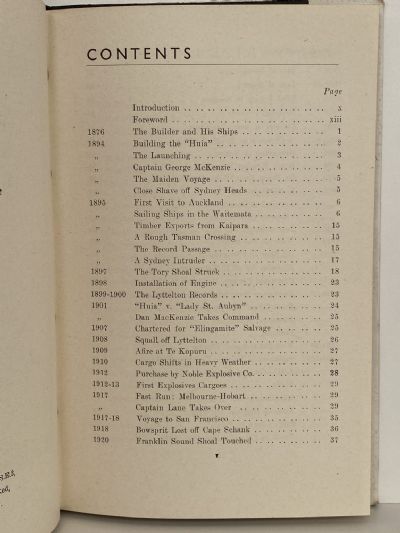 CONTENTS
Page
Introduction . . . . . . . . . . . . . . . . . . . . . . x
Foreword . . . . . . . . . . . . . . . . . . . . . . xiii
1876 The Builder and His Ships . . . . . . . . . . . . . . 1
1894 Building the "Huia" . . . . . . . . . . . . . . . . . . 2
„ The Launching . . . . . . . . . . . . . . . . . . . . 3
„ Captain George McKenzie . . . . . . . . . . . . . . 4
„ The Maiden Voyage . . . . . . . . . . . . . . . . . . 5
„ Close Shave off Sydney Heads . . . . . . . . . . . . 5
1895 First Visit to Auckland . . . . . . . . . . . . . . . . 6
„ Sailing Ships in the Waitemata . . . . . . . . . . . . 6
„ Timber Exports from Kaipara . . . . . . . . . . . . 15
„ A Rough Tasman Crossing . . . . . . . . . . . . . . 15
„ The Record Passage . . . . . . . . . . . . . . . . . . 15
„ A Sydney Intruder . . . . . . . . . . . . . . . . . . 17
1897 The Tory Shoal Struck . . . . . . . . . . . . . . . . 18
1898 Installation of Engine . . . . . . . . . . . . . . . . 23
1899-1900 The Lyttelton Records . . . . . . . . . . . . . . . . 23
1901 "Huia" v. "Lady St. Aubyn" . . . . . . . . . . . . 24
„ Dan MacKenzie Takes Command . . . . . . . . . . 25
1907 Chartered for "Elingamite" Salvage . . . . . . . . 25
1908 Squall off Lyttelton . . . . . . . . . . . . . . . . . . 26
1909 Afire at Te Kopuru . . . . . . . . . . . . . . . . . . 27
1910 Cargo Shifts in Heavy Weather . . . . . . . . . . . . 27
1912 Purchase by Noble Explosive Co. . . . . . . . . . . 28
1912-13 First Explosives Cargoes . . . . . . . . . . . . . . 29
1917 Fast Run: Melbourne-Hobart . . . . . . . . . . . . 29
„ Captain Lane Takes Over . . . . . . . . . . . . . . 29
1917-18 Voyage to San Francisco . . . . . . . . . . . . . . 35
1918 Bowsprit Lost off Cape Schank . . . . . . . . . . . . 36
1920 Franklin Sound Shoal Touched . . . . . . . . . . . . 37
v